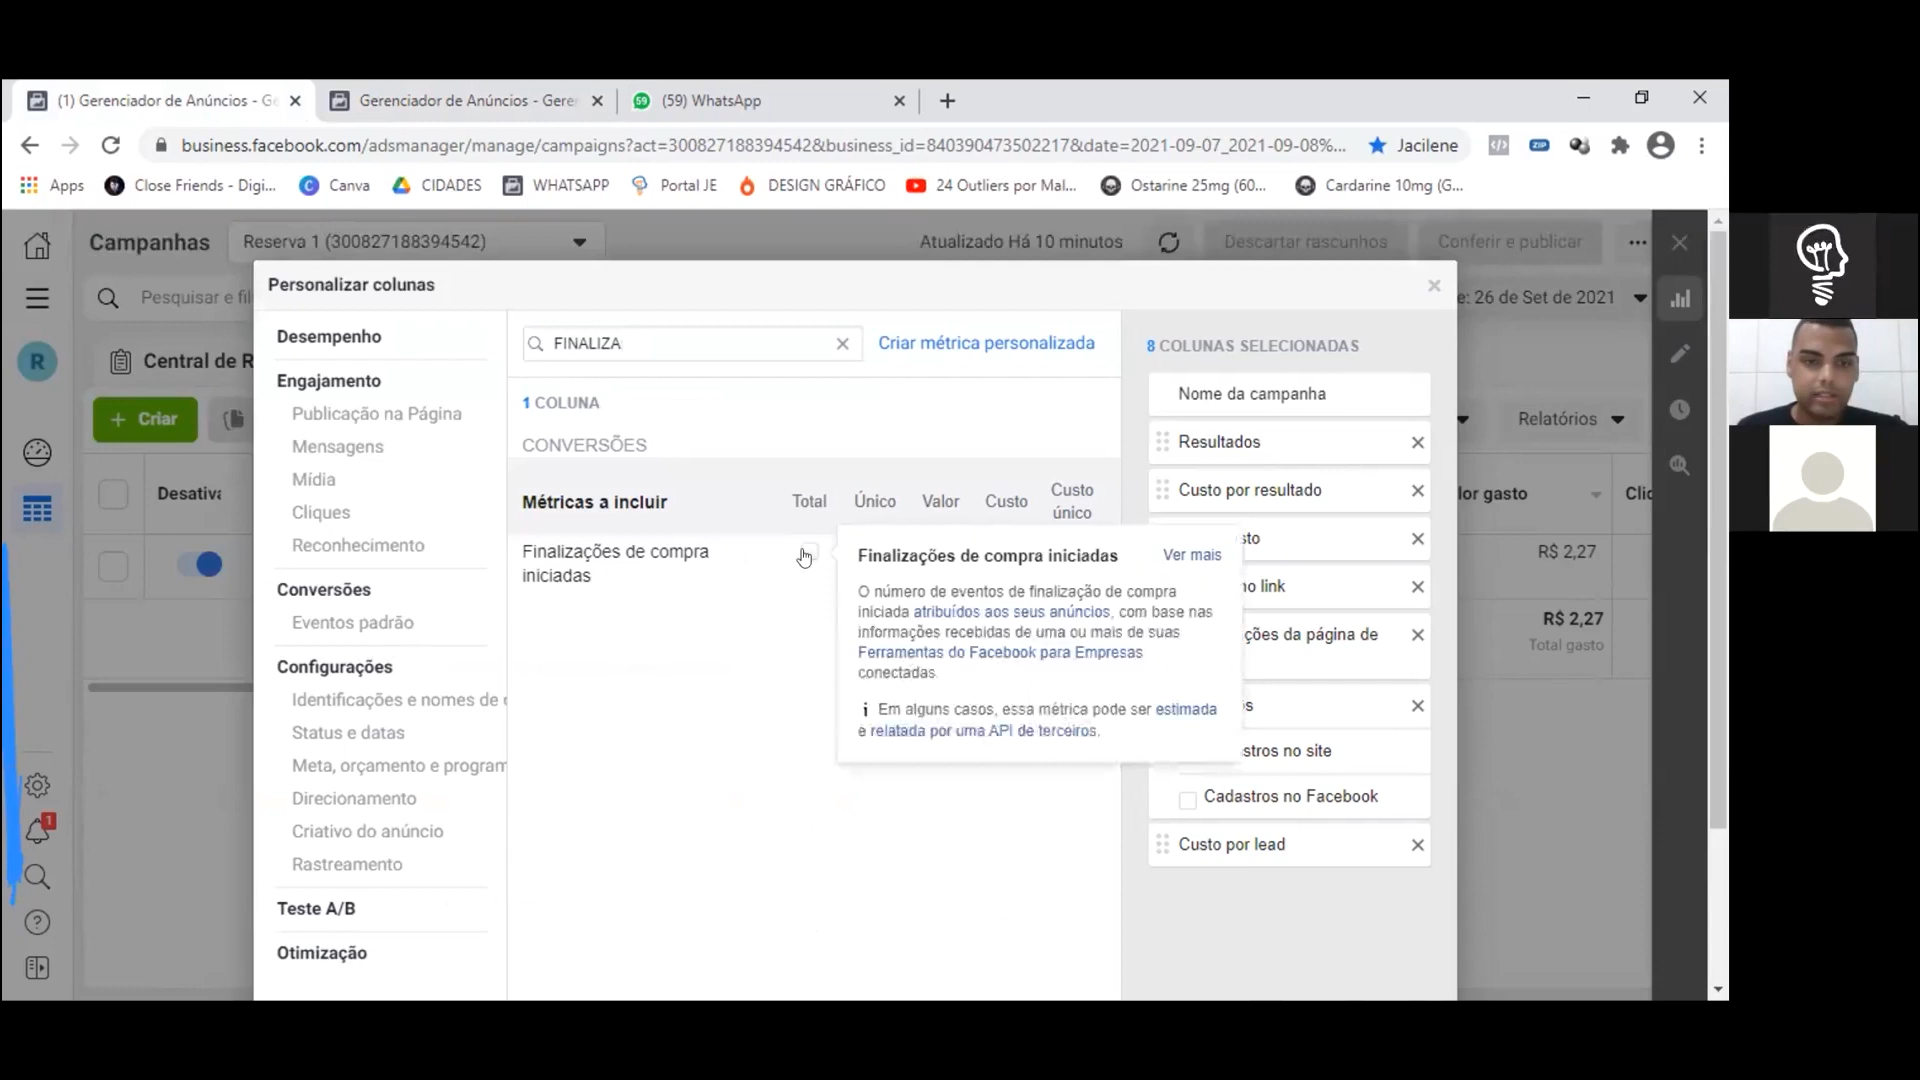 (1) Gerenciador de Anúncios - Ge
Gerenciador de Anúncios - Gere
59
(59) WhatsApp
business.facebook.com/adsmanager/manage/campaigns?act=300827188394542&business_id=840390473502217&date=2021-09-07_2021-09-08%...
Jacilene
ZIP
Apps
Close Friends - Digi...
Canva
CIDADES
WHATSAPP
Portal JE
DESIGN GRÁFICO
24 Outliers por Mal...
Ostarine 25mg (60...
Cardarine 10mg (G...
Campanhas
Reserva 1 (300827188394542)
Atualizado Há 10 minutos
Descartar rascunhos
Conferir e publicar
Pesquisar e fil
e: 26 de Set de 2021
R
Central de R
+ Criar
Relatórios
Desativa
lor gasto
Clic
R$ 2,27
R$ 2,27
Total gasto
1
Personalizar colunas
Desempenho
Engajamento
Publicação na Página
Mensagens
Mídia
Cliques
Reconhecimento
Conversões
Eventos padrão
Configurações
Identificações e nomes de
Status e datas
Meta, orçamento e program
Direcionamento
Criativo do anúncio
Rastreamento
Teste A/B
Otimização
FINALIZA
Criar métrica personalizada
1 COLUNA
CONVERSÕES
Métricas a incluir
Total
Único
Valor
Custo
Custo
único
Finalizações de compra
iniciadas
Finalizações de compra iniciadas
Ver mais
O número de eventos de finalização de compra
iniciada atribuídos aos seus anúncios, com base nas
informações recebidas de uma ou mais de suas
Ferramentas do Facebook para Empresas
conectadas
i Em alguns casos, essa métrica pode ser estimada
e relatada por uma API de terceiros.
8 COLUNAS SELECIONADAS
Nome da campanha
Resultados
Custo por resultado
sto
no link
ções da página de
s
stros no site
Cadastros no Facebook
Custo por lead